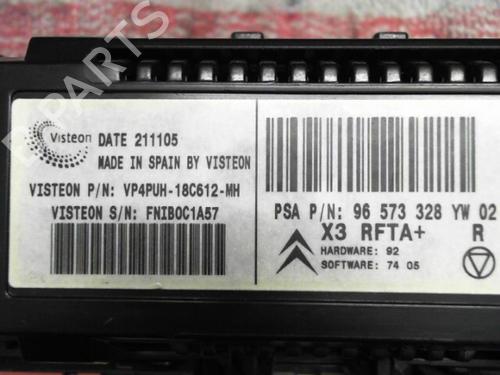 B-PARTS
Visteon
DATE 211105
MADE IN SPAIN BY VISTEON
VISTEON P/N: VP4PUH-18C612-MH
VISTEON S/N: FNIBOC1A57
PSA P/N: 96 573 328 YW 02
X3 RFTA+ R
HARDWARE: 92
SOFTWARE: 74 05